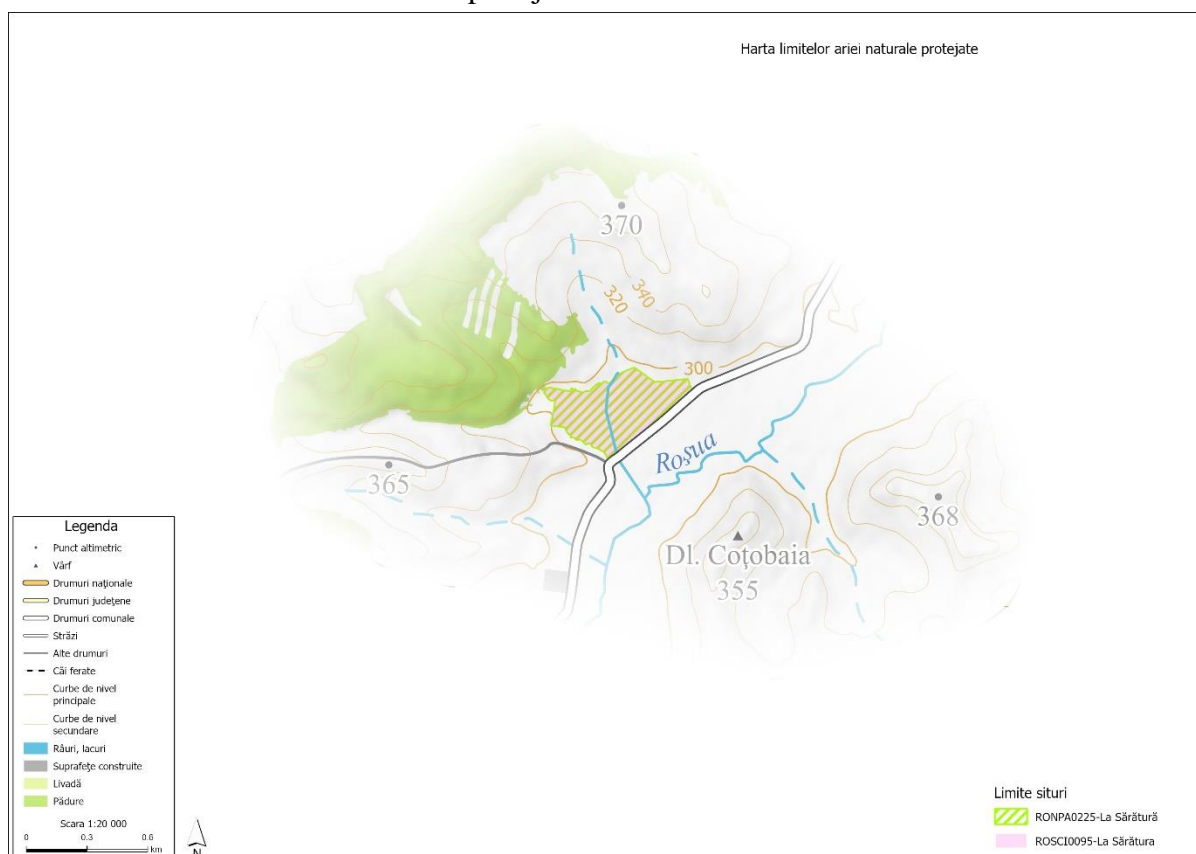 Harta limitelor ariei naturale protejate
370
340
320
300
Roșua
365
368
Dl. Coțobaia
355
Legenda
Punct altimetric
Vârf
Drumuri naționale
Drumuri județene
Drumuri comunale
Străzi
Alte drumuri
Căi ferate
Curbe de nivel
principale
Curbe de nivel
secundare
Râuri, lacuri
Suprafețe construite
Livadă
Pădure
Scara 1:20 000
0 0.3 0.6
km
N
Limite situri
RONPA0225-La Sărătură
ROSCI0095-La Sărătura